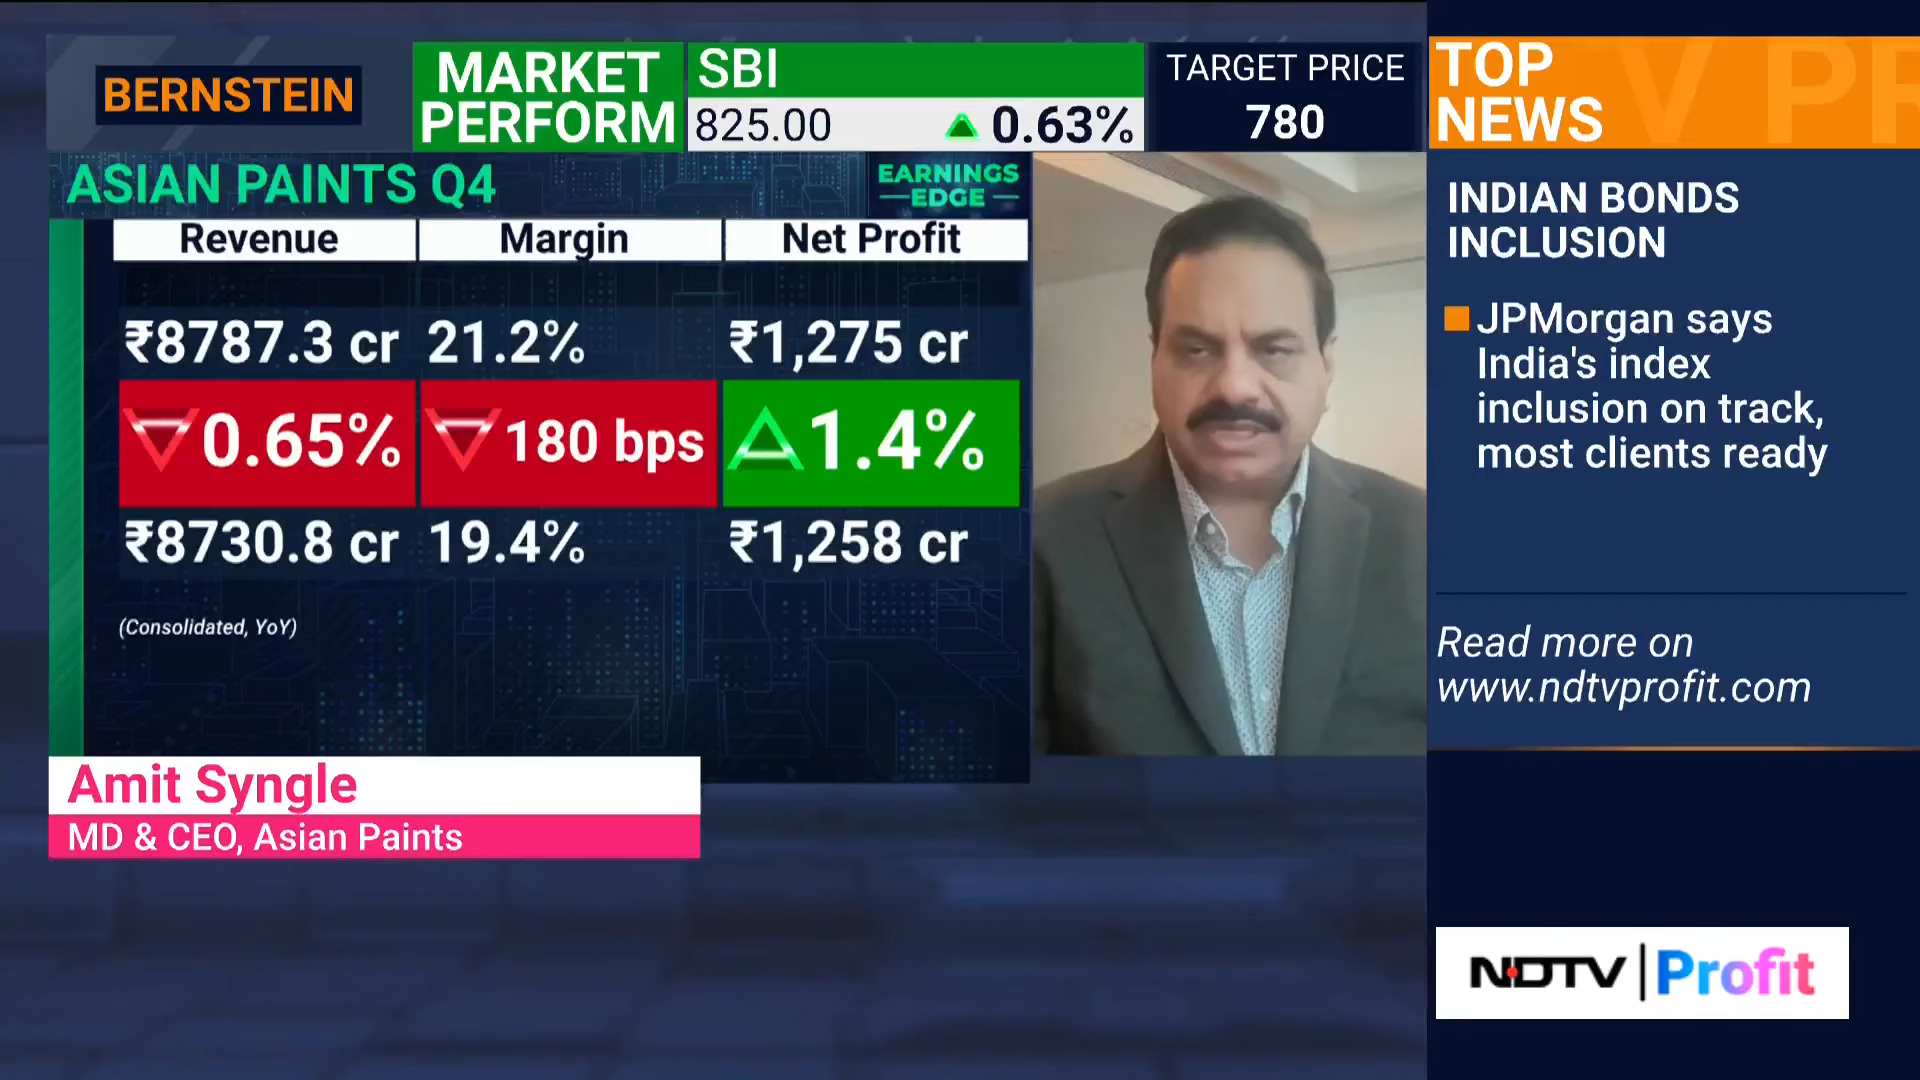 BERNSTEIN
MARKET
PERFORM
SBI
825.00 0.63%
TARGET PRICE
780
TOP
NEWS
ASIAN PAINTS Q4
EARNINGS
EDGE
Revenue Margin Net Profit
₹8787.3 cr 21.2% ₹1,275 cr
0.65% 180 bps 1.4%
₹8730.8 cr 19.4% ₹1,258 cr
(Consolidated, YoY)
Amit Syngle
MD & CEO, Asian Paints
INDIAN BONDS
INCLUSION
JPMorgan says
India's index
inclusion on track,
most clients ready
Read more on
www.ndtvprofit.com
NDTV Profit